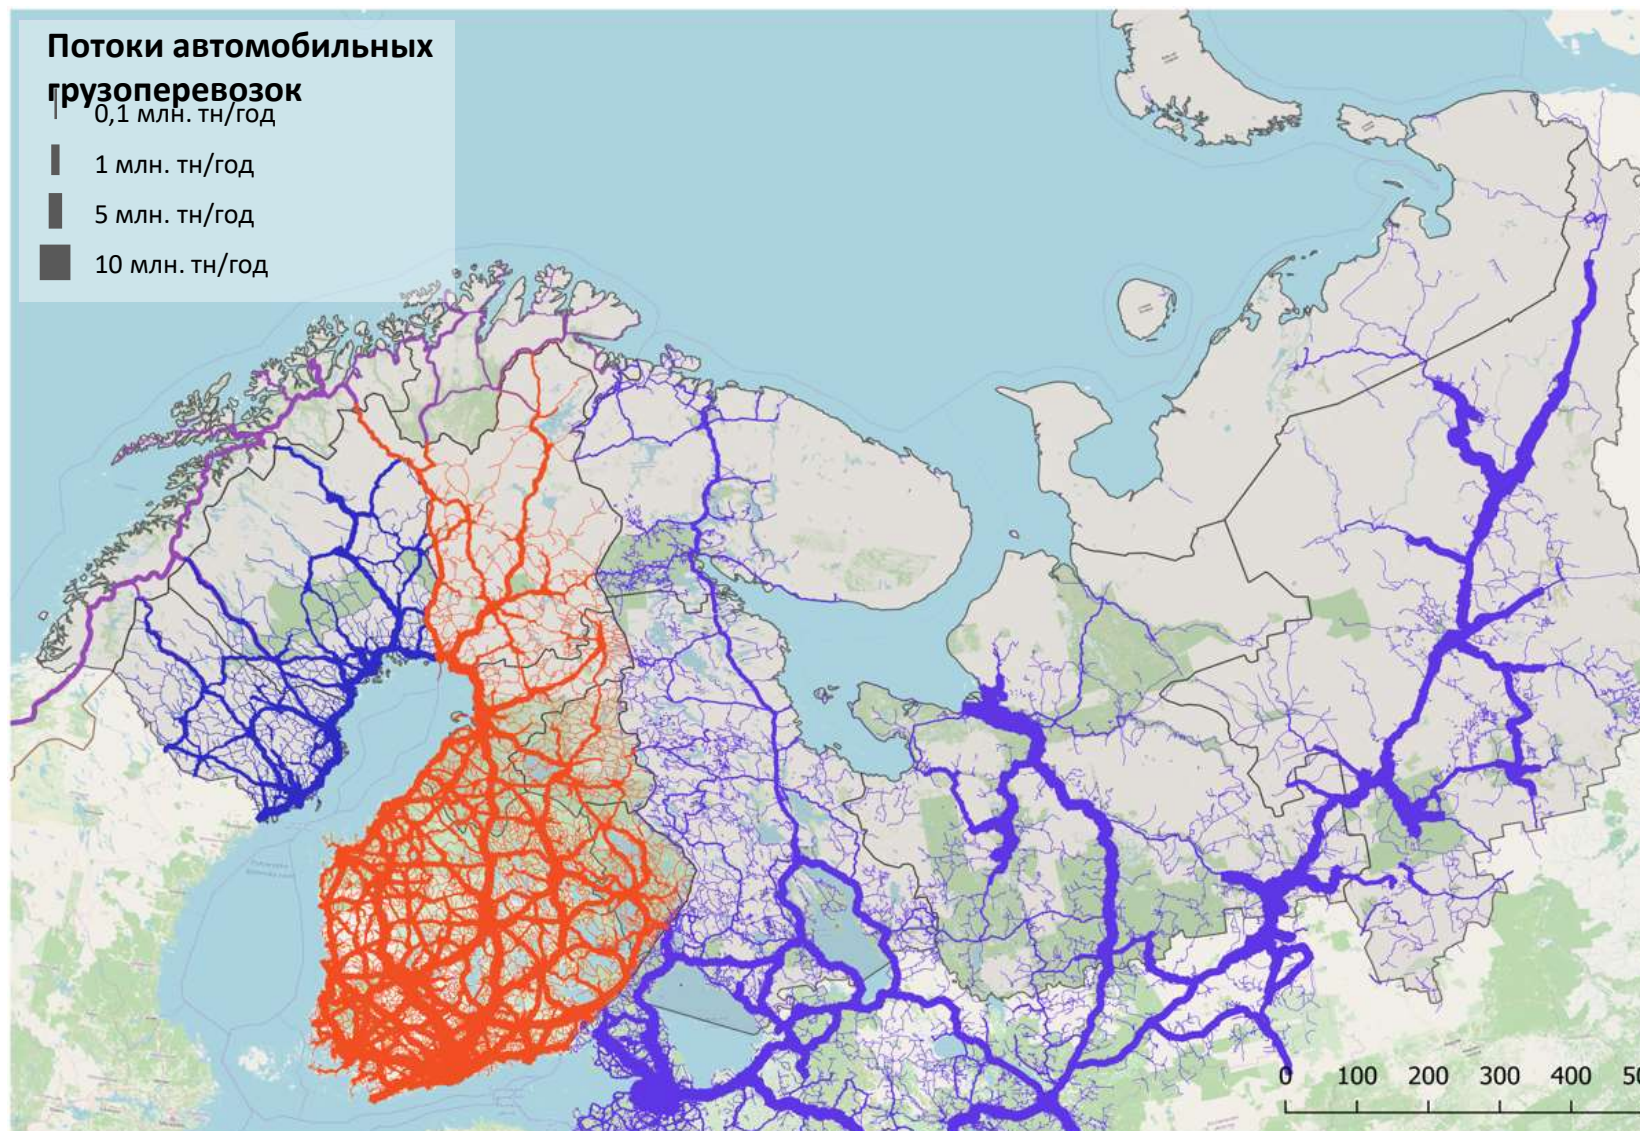 Потоки автомобильных
грузоперевозок
0,1 млн. тн/год
1 млн. тн/год
5 млн. тн/год
10 млн. тн/год
0 100 200 300 400 50